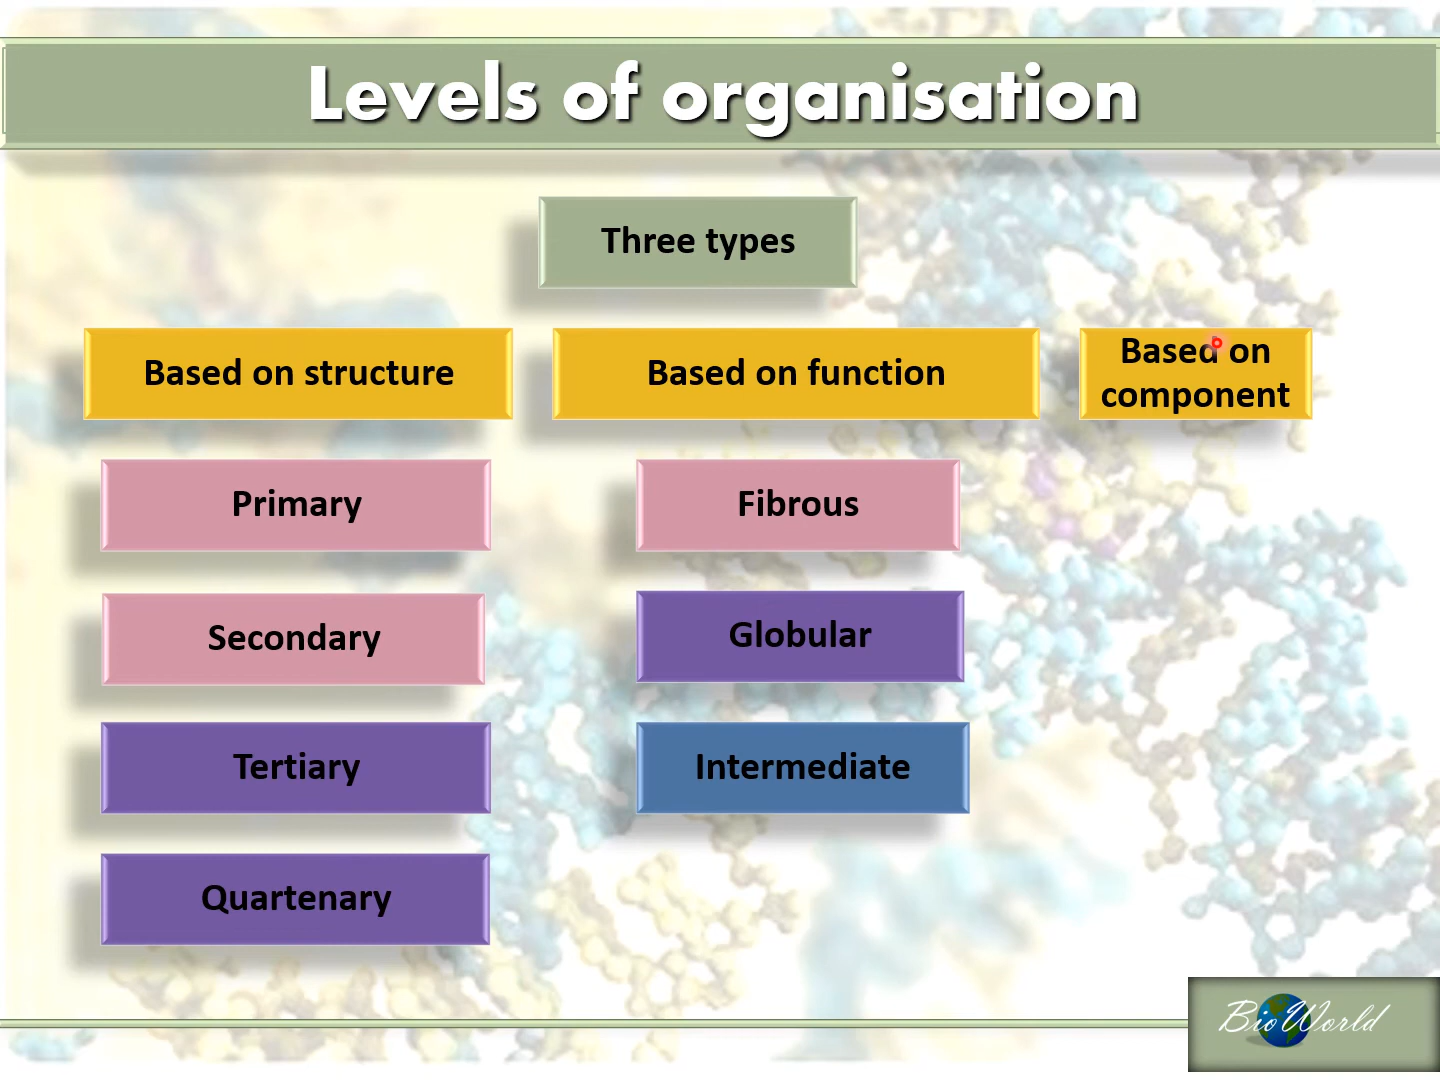 Levels of organisation
Three types
Based on structure
Based on function
Based on
component
Primary
Fibrous
Secondary
Globular
Tertiary
Intermediate
Quartenary
BioWorld